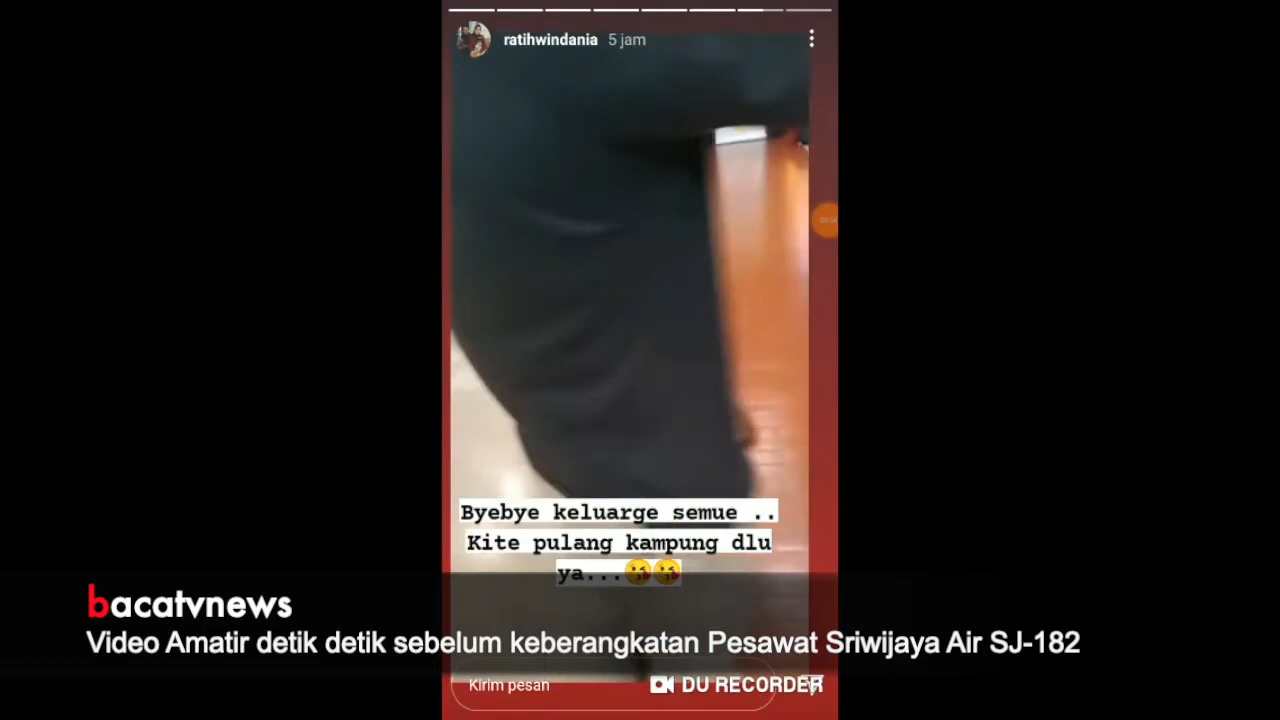 ratihwindania 5 jam
Byebye keluarge semue ..
Kite pulang kampung dlu
ya...😘😘
bacatvnews
Video Amatir detik detik sebelum keberangkatan Pesawat Sriwijaya Air SJ-182
Kirim pesan
DU RECORDER